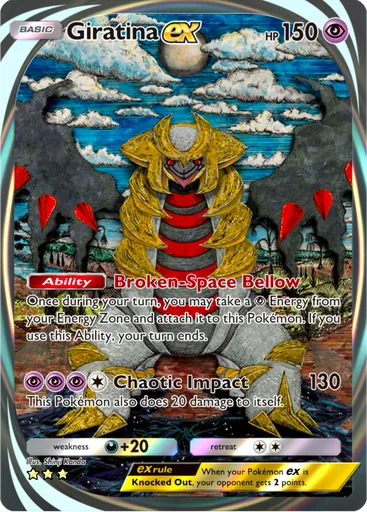 BASIC Giratina ex HP 150
Ability Broken-Space Bellow
Once during your turn, you may take a Energy from
your Energy Zone and attach it to this Pokémon. If you
use this Ability, your turn ends.
Chaotic Impact 130
This Pokémon also does 20 damage to itself.
weakness +20 retreat
Illus. Shinji Kanda
ex rule When your Pokémon ex is
Knocked Out, your opponent gets 2 points.